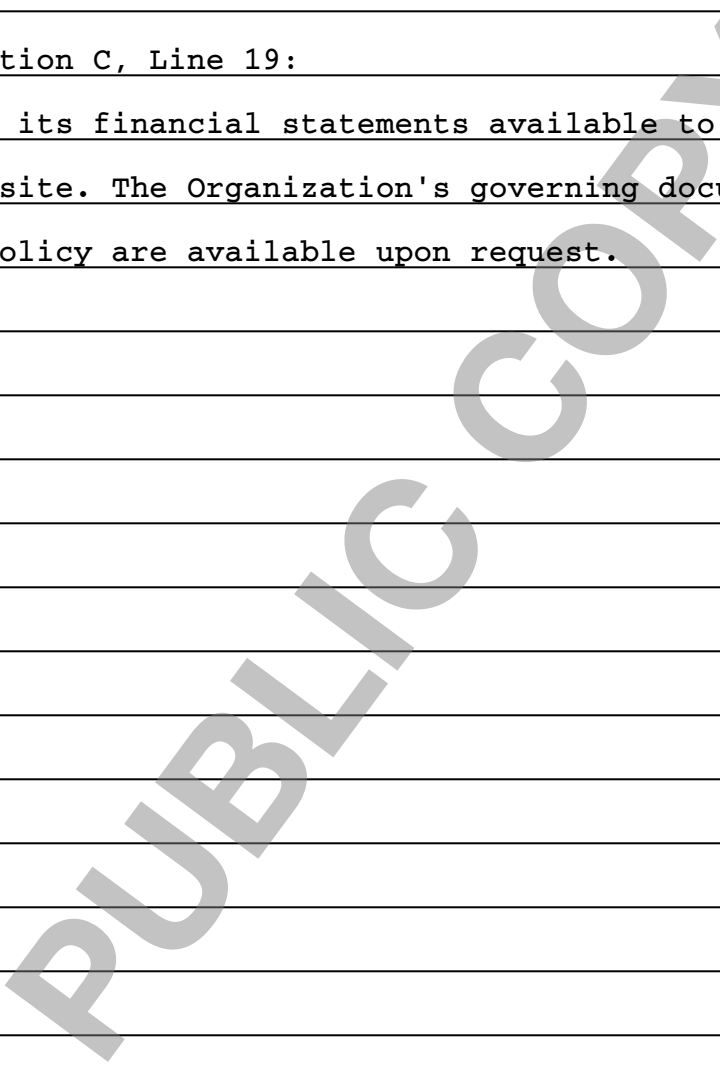 tion C, Line 19:
its financial statements available to
site. The Organization's governing docu
olicy are available upon request.
PUBLIC COPY